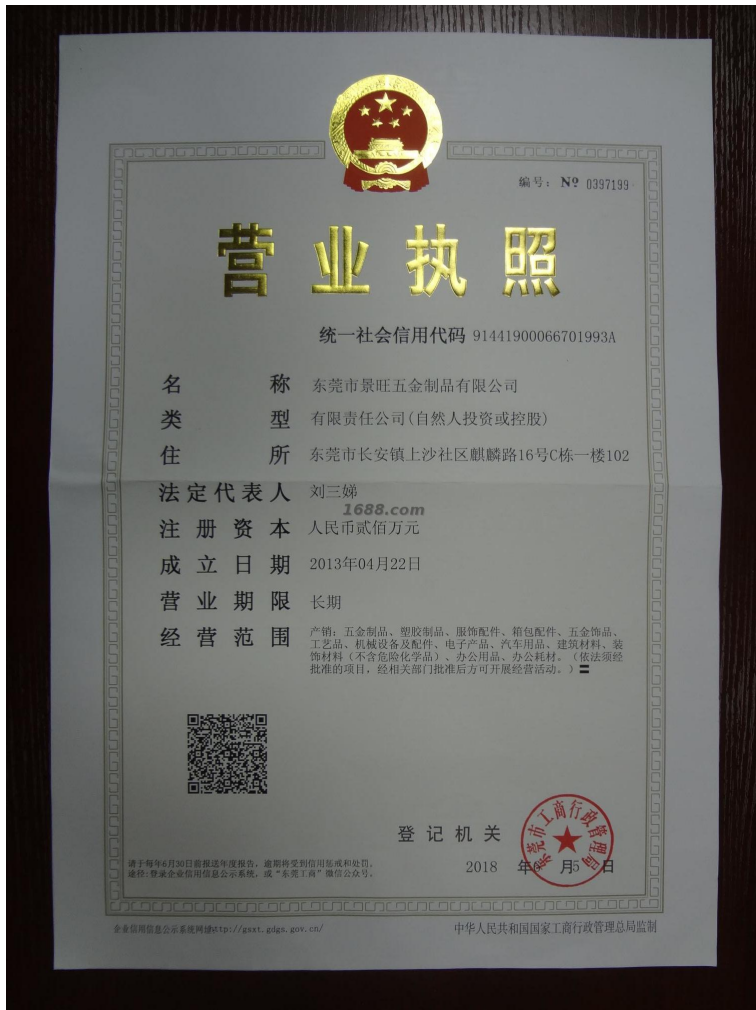 编号: № 0397199
营业执照
统一社会信用代码 91441900066701993A
名称 东莞市景旺五金制品有限公司
类型 有限责任公司(自然人投资或控股)
住所 东莞市长安镇上沙社区麒麟路16号C栋一楼102
法定代表人 刘三娣
1688.com
注册资本 人民币贰佰万元
成立日期 2013年04月22日
营业期限 长期
经营范围 产销：五金制品、塑胶制品、服饰配件、箱包配件、五金饰品、
工艺品、机械设备及配件、电子产品、汽车用品、建筑材料、装
饰材料（不含危险化学品）、办公用品、办公耗材。（依法须经
批准的项目，经相关部门批准后方可开展经营活动。）〓
登记机关
东莞市工商行政管理局
2018 年 月5 日
请于每年6月30日前报送年度报告，逾期将受到信用惩戒和处罚。
途径:登录企业信用信息公示系统，或“东莞工商”微信公众号。
企业信用信息公示系统网址http://gsxt.gdgs.gov.cn/
中华人民共和国国家工商行政管理总局监制